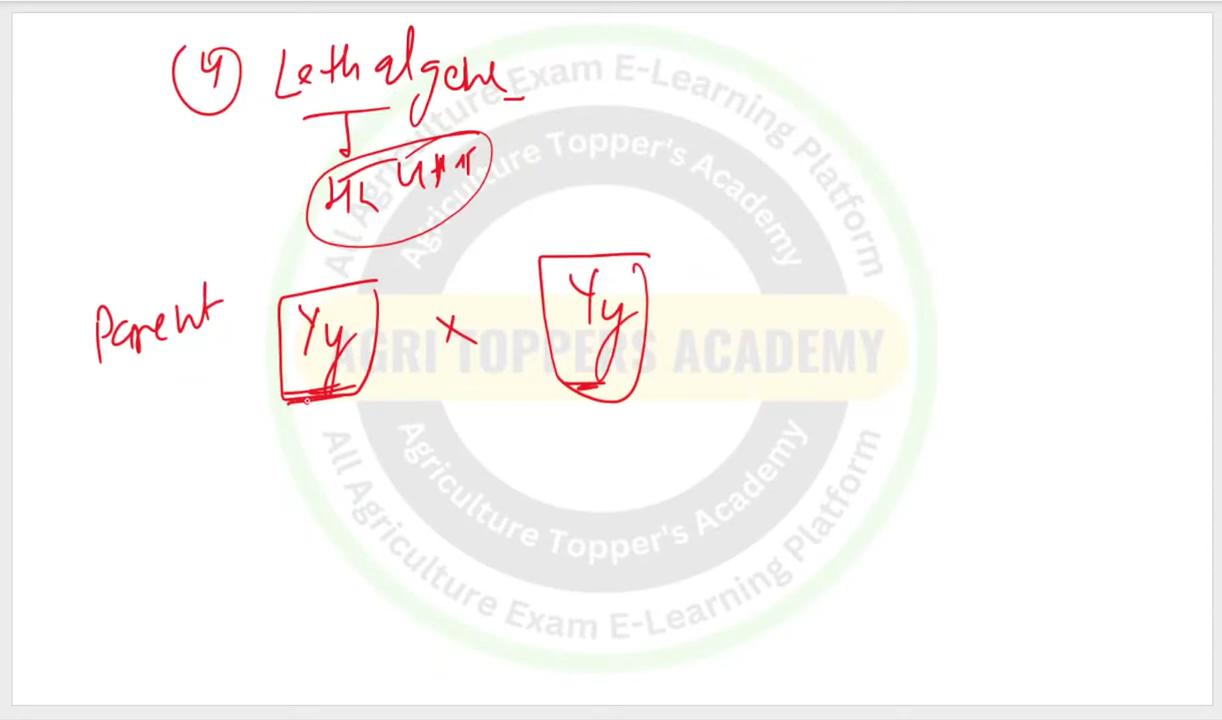 (4) Lethal gene
Parent Yy × Yy
All Agriculture Exam E-Learning Platform
Agriculture Topper's Academy
AGRI TOPPERS ACADEMY
Agriculture Topper's Academy
All Agriculture Exam E-Learning Platform